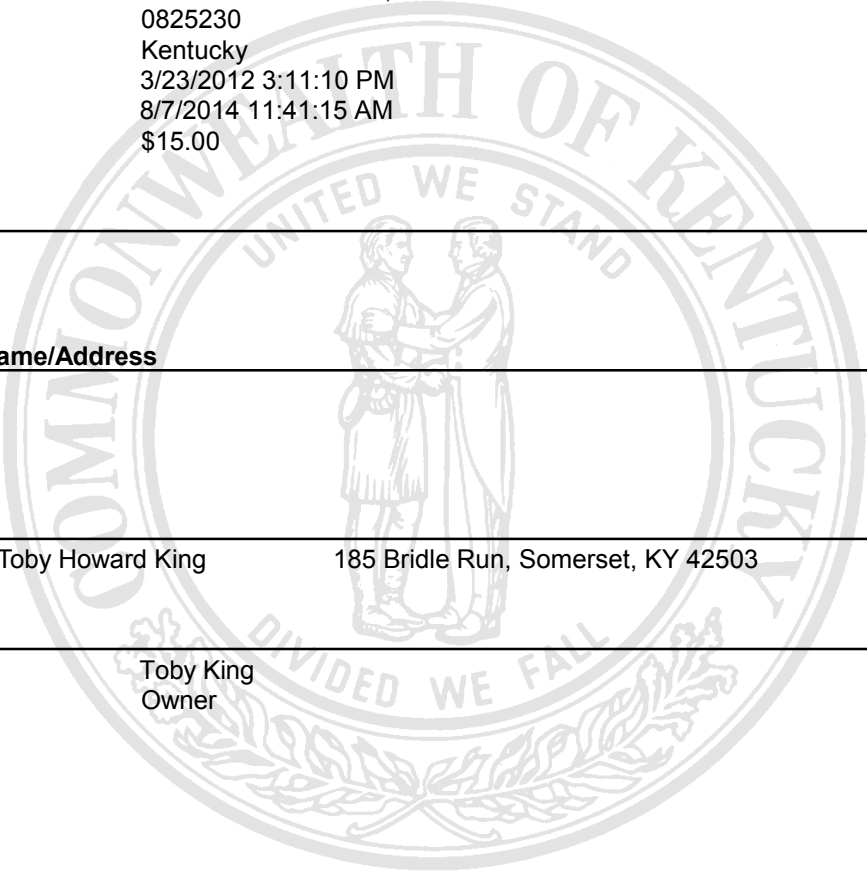 0825230
Kentucky
3/23/2012 3:11:10 PM
8/7/2014 11:41:15 AM
$15.00
COMMONWEALTH OF KENTUCKY
UNITED WE STAND
ame/Address
Toby Howard King 185 Bridle Run, Somerset, KY 42503
DIVIDED WE FALL
Toby King
Owner